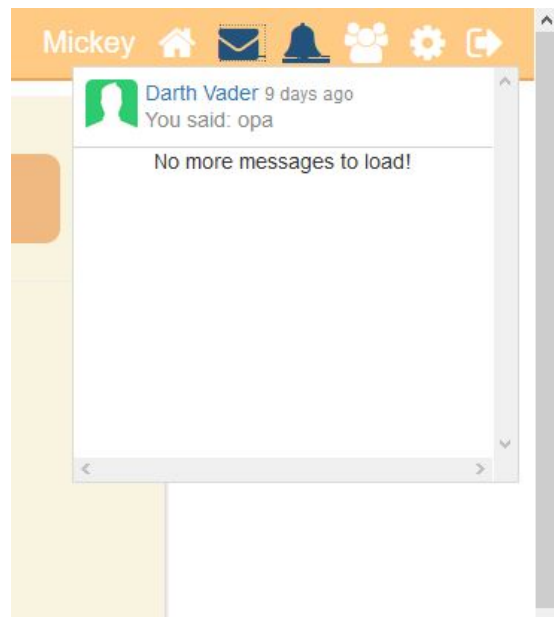 Mickey
Darth Vader 9 days ago
You said: opa
No more messages to load!